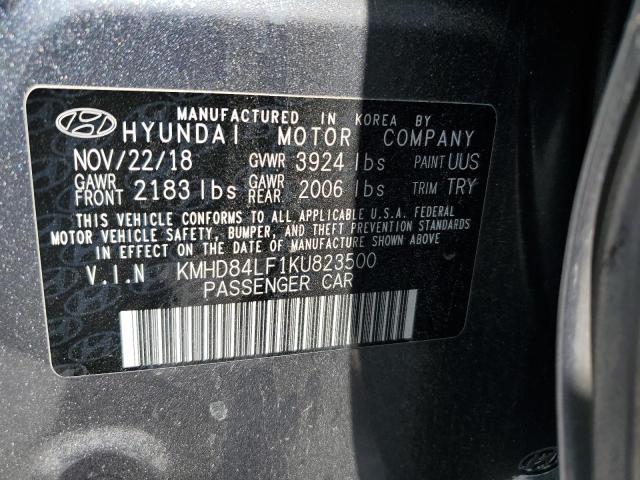 MANUFACTURED IN KOREA BY
HYUNDAI MOTOR COMPANY
NOV/22/18 GVWR 3924 lbs PAINT UUS
GAWR FRONT 2183 lbs GAWR REAR 2006 lbs TRIM TRY
THIS VEHICLE CONFORMS TO ALL APPLICABLE U.S.A. FEDERAL
MOTOR VEHICLE SAFETY, BUMPER, AND THEFT PREVENTION
STANDARDS IN EFFECT ON THE DATE OF MANUFACTURE SHOWN ABOVE
V.I.N KMHD84LF1KU823500
PASSENGER CAR